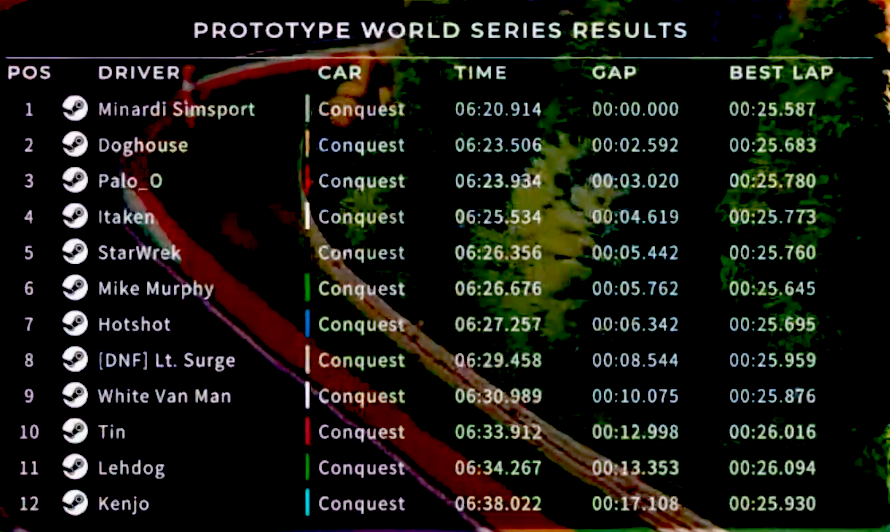 PROTOTYPE WORLD SERIES RESULTS
POS DRIVER CAR TIME GAP BEST LAP
1 Minardi Simsport Conquest 06:20.914 00:00.000 00:25.587
2 Doghouse Conquest 06:23.506 00:02.592 00:25.683
3 Palo_O Conquest 06:23.934 00:03.020 00:25.780
4 Itaken Conquest 06:25.534 00:04.619 00:25.773
5 StarWrek Conquest 06:26.356 00:05.442 00:25.760
6 Mike Murphy Conquest 06:26.676 00:05.762 00:25.645
7 Hotshot Conquest 06:27.257 00:06.342 00:25.695
8 [DNF] Lt. Surge Conquest 06:29.458 00:08.544 00:25.959
9 White Van Man Conquest 06:30.989 00:10.075 00:25.876
10 Tin Conquest 06:33.912 00:12.998 00:26.016
11 Lehdog Conquest 06:34.267 00:13.353 00:26.094
12 Kenjo Conquest 06:38.022 00:17.108 00:25.930